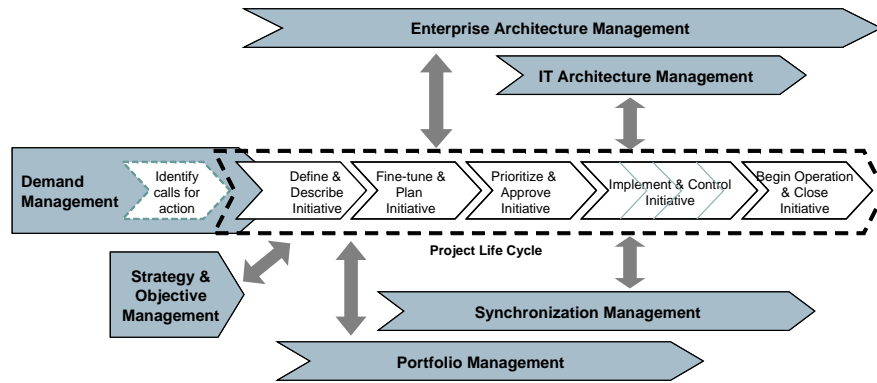 Enterprise Architecture Management
IT Architecture Management
Demand
Management
Identify
calls for
action
Define &
Describe
Initiative
Fine-tune &
Plan
Initiative
Prioritize &
Approve
Initiative
Implement & Control
Initiative
Begin Operation
& Close
Initiative
Project Life Cycle
Strategy &
Objective
Management
Synchronization Management
Portfolio Management